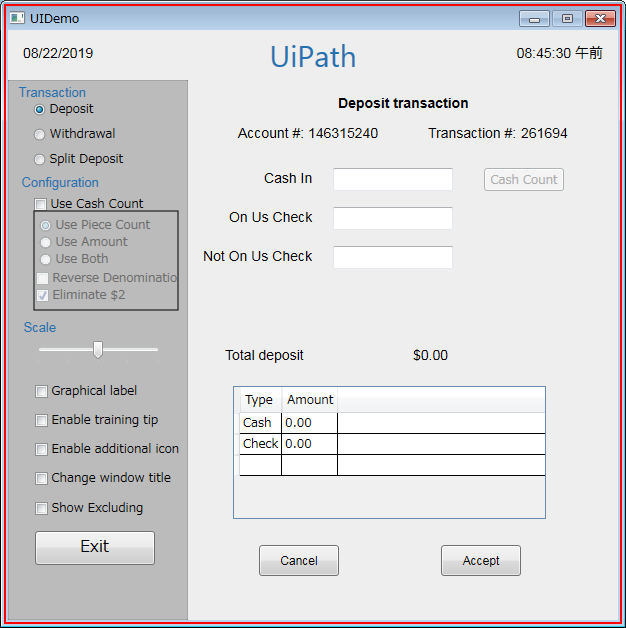 UIDemo
08/22/2019
UiPath
08:45:30 午前
Transaction
Deposit
Withdrawal
Split Deposit
Configuration
Use Cash Count
Use Piece Count
Use Amount
Use Both
Reverse Denominatio
Eliminate $2
Scale
Graphical label
Enable training tip
Enable additional icon
Change window title
Show Excluding
Exit
Deposit transaction
Account #: 146315240 Transaction #: 261694
Cash In
Cash Count
On Us Check
Not On Us Check
Total deposit $0.00
Type Amount
Cash 0.00
Check 0.00
Cancel Accept